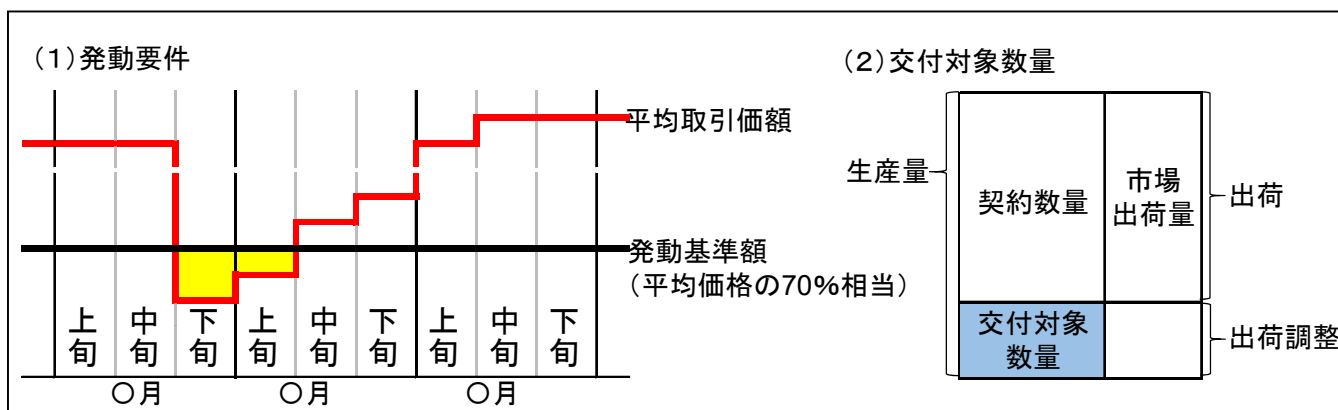 (1)発動要件
平均取引価額
発動基準額
(平均価格の70%相当)
上旬
中旬
下旬
上旬
中旬
下旬
上旬
中旬
下旬
〇月
〇月
〇月
(2)交付対象数量
生産量
契約数量
市場
出荷量
出荷
交付対象
数量
出荷調整